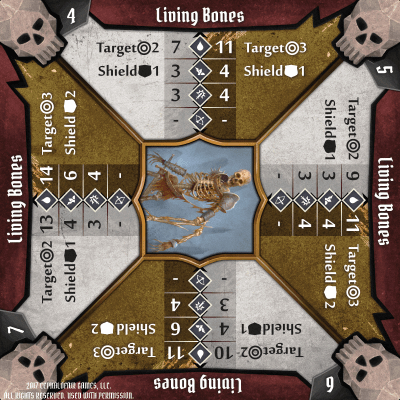 4
Living Bones
Target 2 7 11 Target 3
Shield 1 3 4 Shield 1
3 4
- -
5
Living Bones
Target 2 9 11 Target 3
Shield 1 3 4 Shield 2
3 4
- -
6
Living Bones
Target 2 10 11 Target 3
Shield 1 4 6 Shield 2
3 4
- -
7
Living Bones
Target 2 13 14 Target 3
Shield 1 4 6 Shield 2
3 4
- -
2017 CEPHALOFAIR GAMES, LLC.
ALL RIGHTS RESERVED. USED WITH PERMISSION.